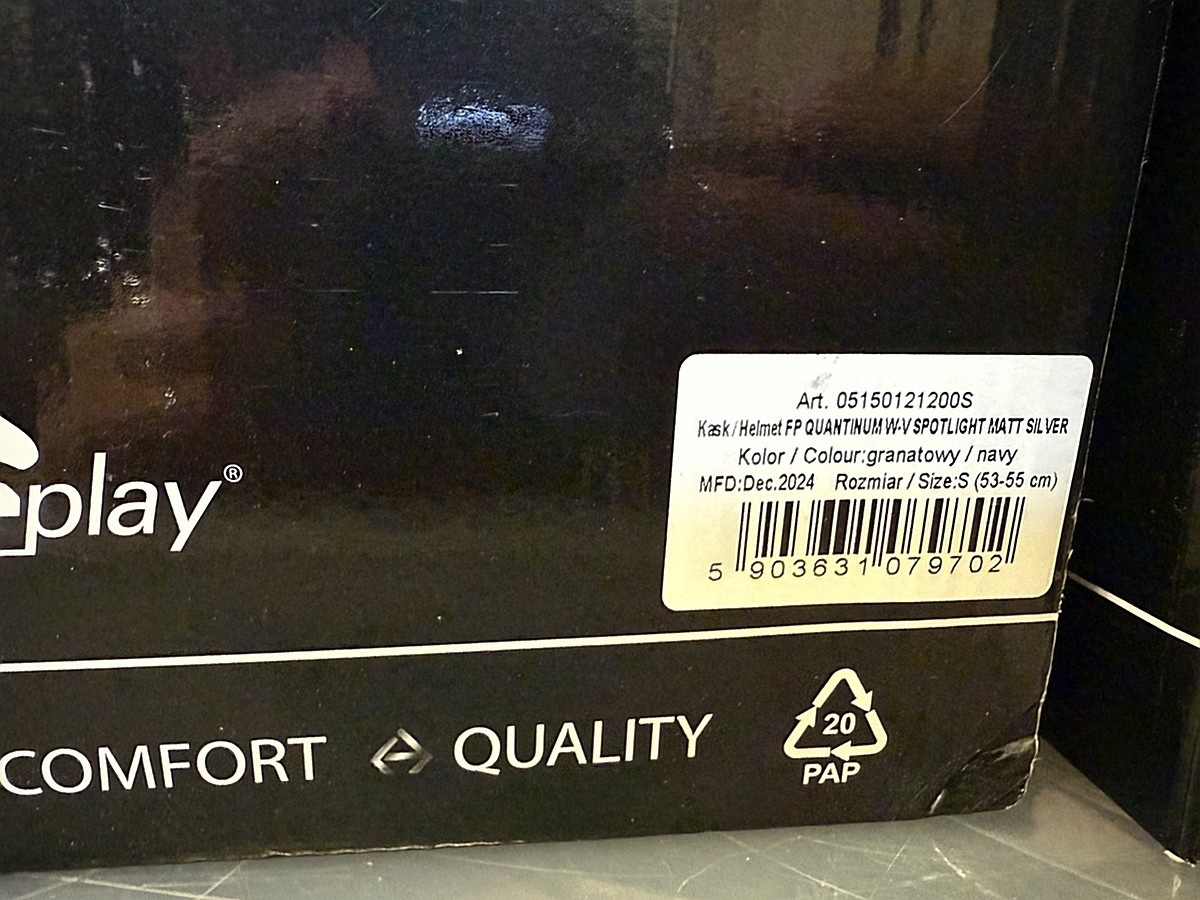 play®
Art. 05150121200S
Kask / Helmet FP QUANTINUM W-V SPOTLIGHT MATT SILVER
Kolor / Colour:granatowy / navy
MFD:Dec.2024 Rozmiar / Size:S (53-55 cm)
5 903631 079702
COMFORT QUALITY
20
PAP